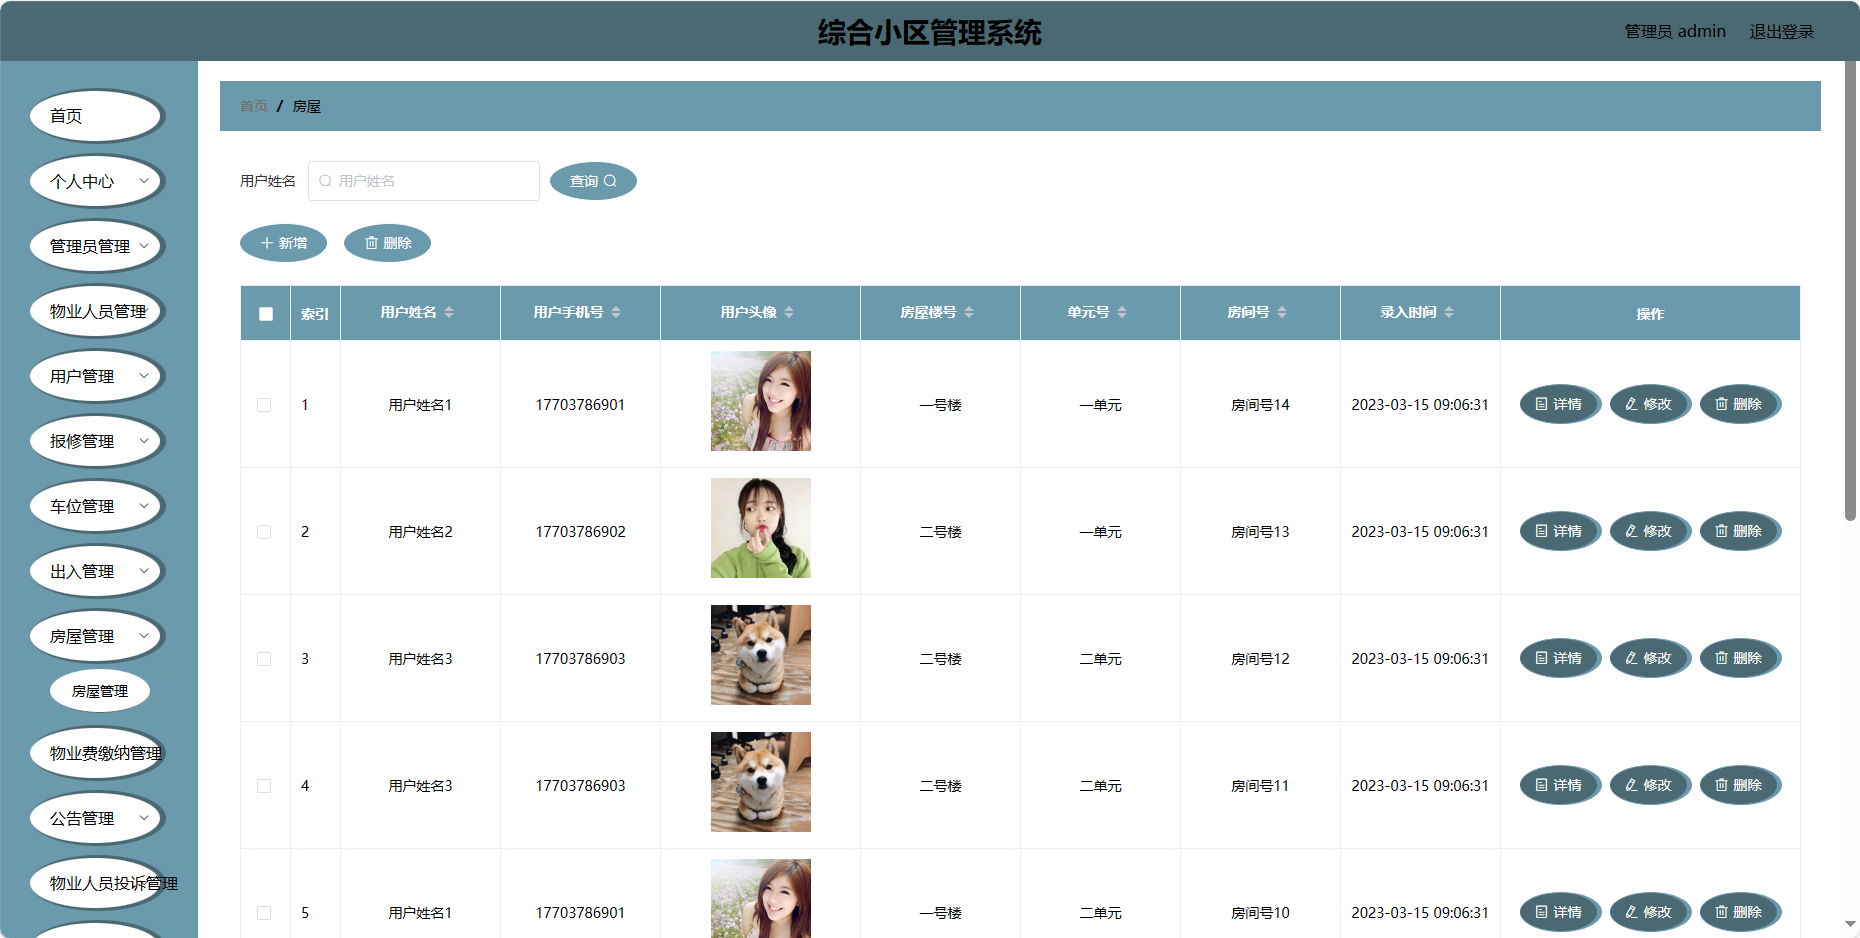 综合小区管理系统
管理员 admin 退出登录
首页
个人中心
管理员管理
物业人员管理
用户管理
报修管理
车位管理
出入管理
房屋管理
房屋管理
物业费缴纳管理
公告管理
物业人员投诉管理
首页 / 房屋
用户姓名 用户姓名 查询
新增 删除
索引 用户姓名 用户手机号 用户头像 房屋楼号 单元号 房间号 录入时间 操作
1 用户姓名1 17703786901 一号楼 一单元 房间号14 2023-03-15 09:06:31 详情 修改 删除
2 用户姓名2 17703786902 二号楼 一单元 房间号13 2023-03-15 09:06:31 详情 修改 删除
3 用户姓名3 17703786903 二号楼 二单元 房间号12 2023-03-15 09:06:31 详情 修改 删除
4 用户姓名3 17703786903 二号楼 二单元 房间号11 2023-03-15 09:06:31 详情 修改 删除
5 用户姓名1 17703786901 一号楼 二单元 房间号10 2023-03-15 09:06:31 详情 修改 删除